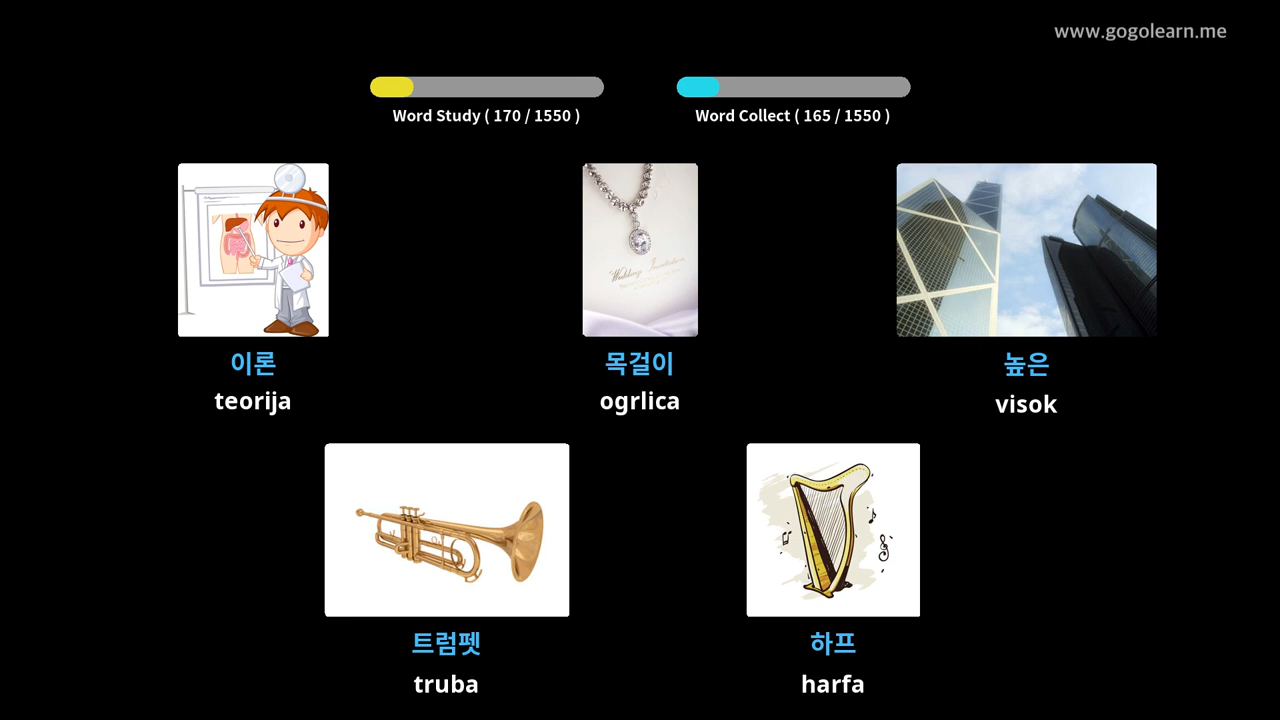 www.gogolearn.me
Word Study ( 170 / 1550 )
Word Collect ( 165 / 1550 )
이론
teorija
목걸이
ogrlica
높은
visok
트럼펫
truba
하프
harfa